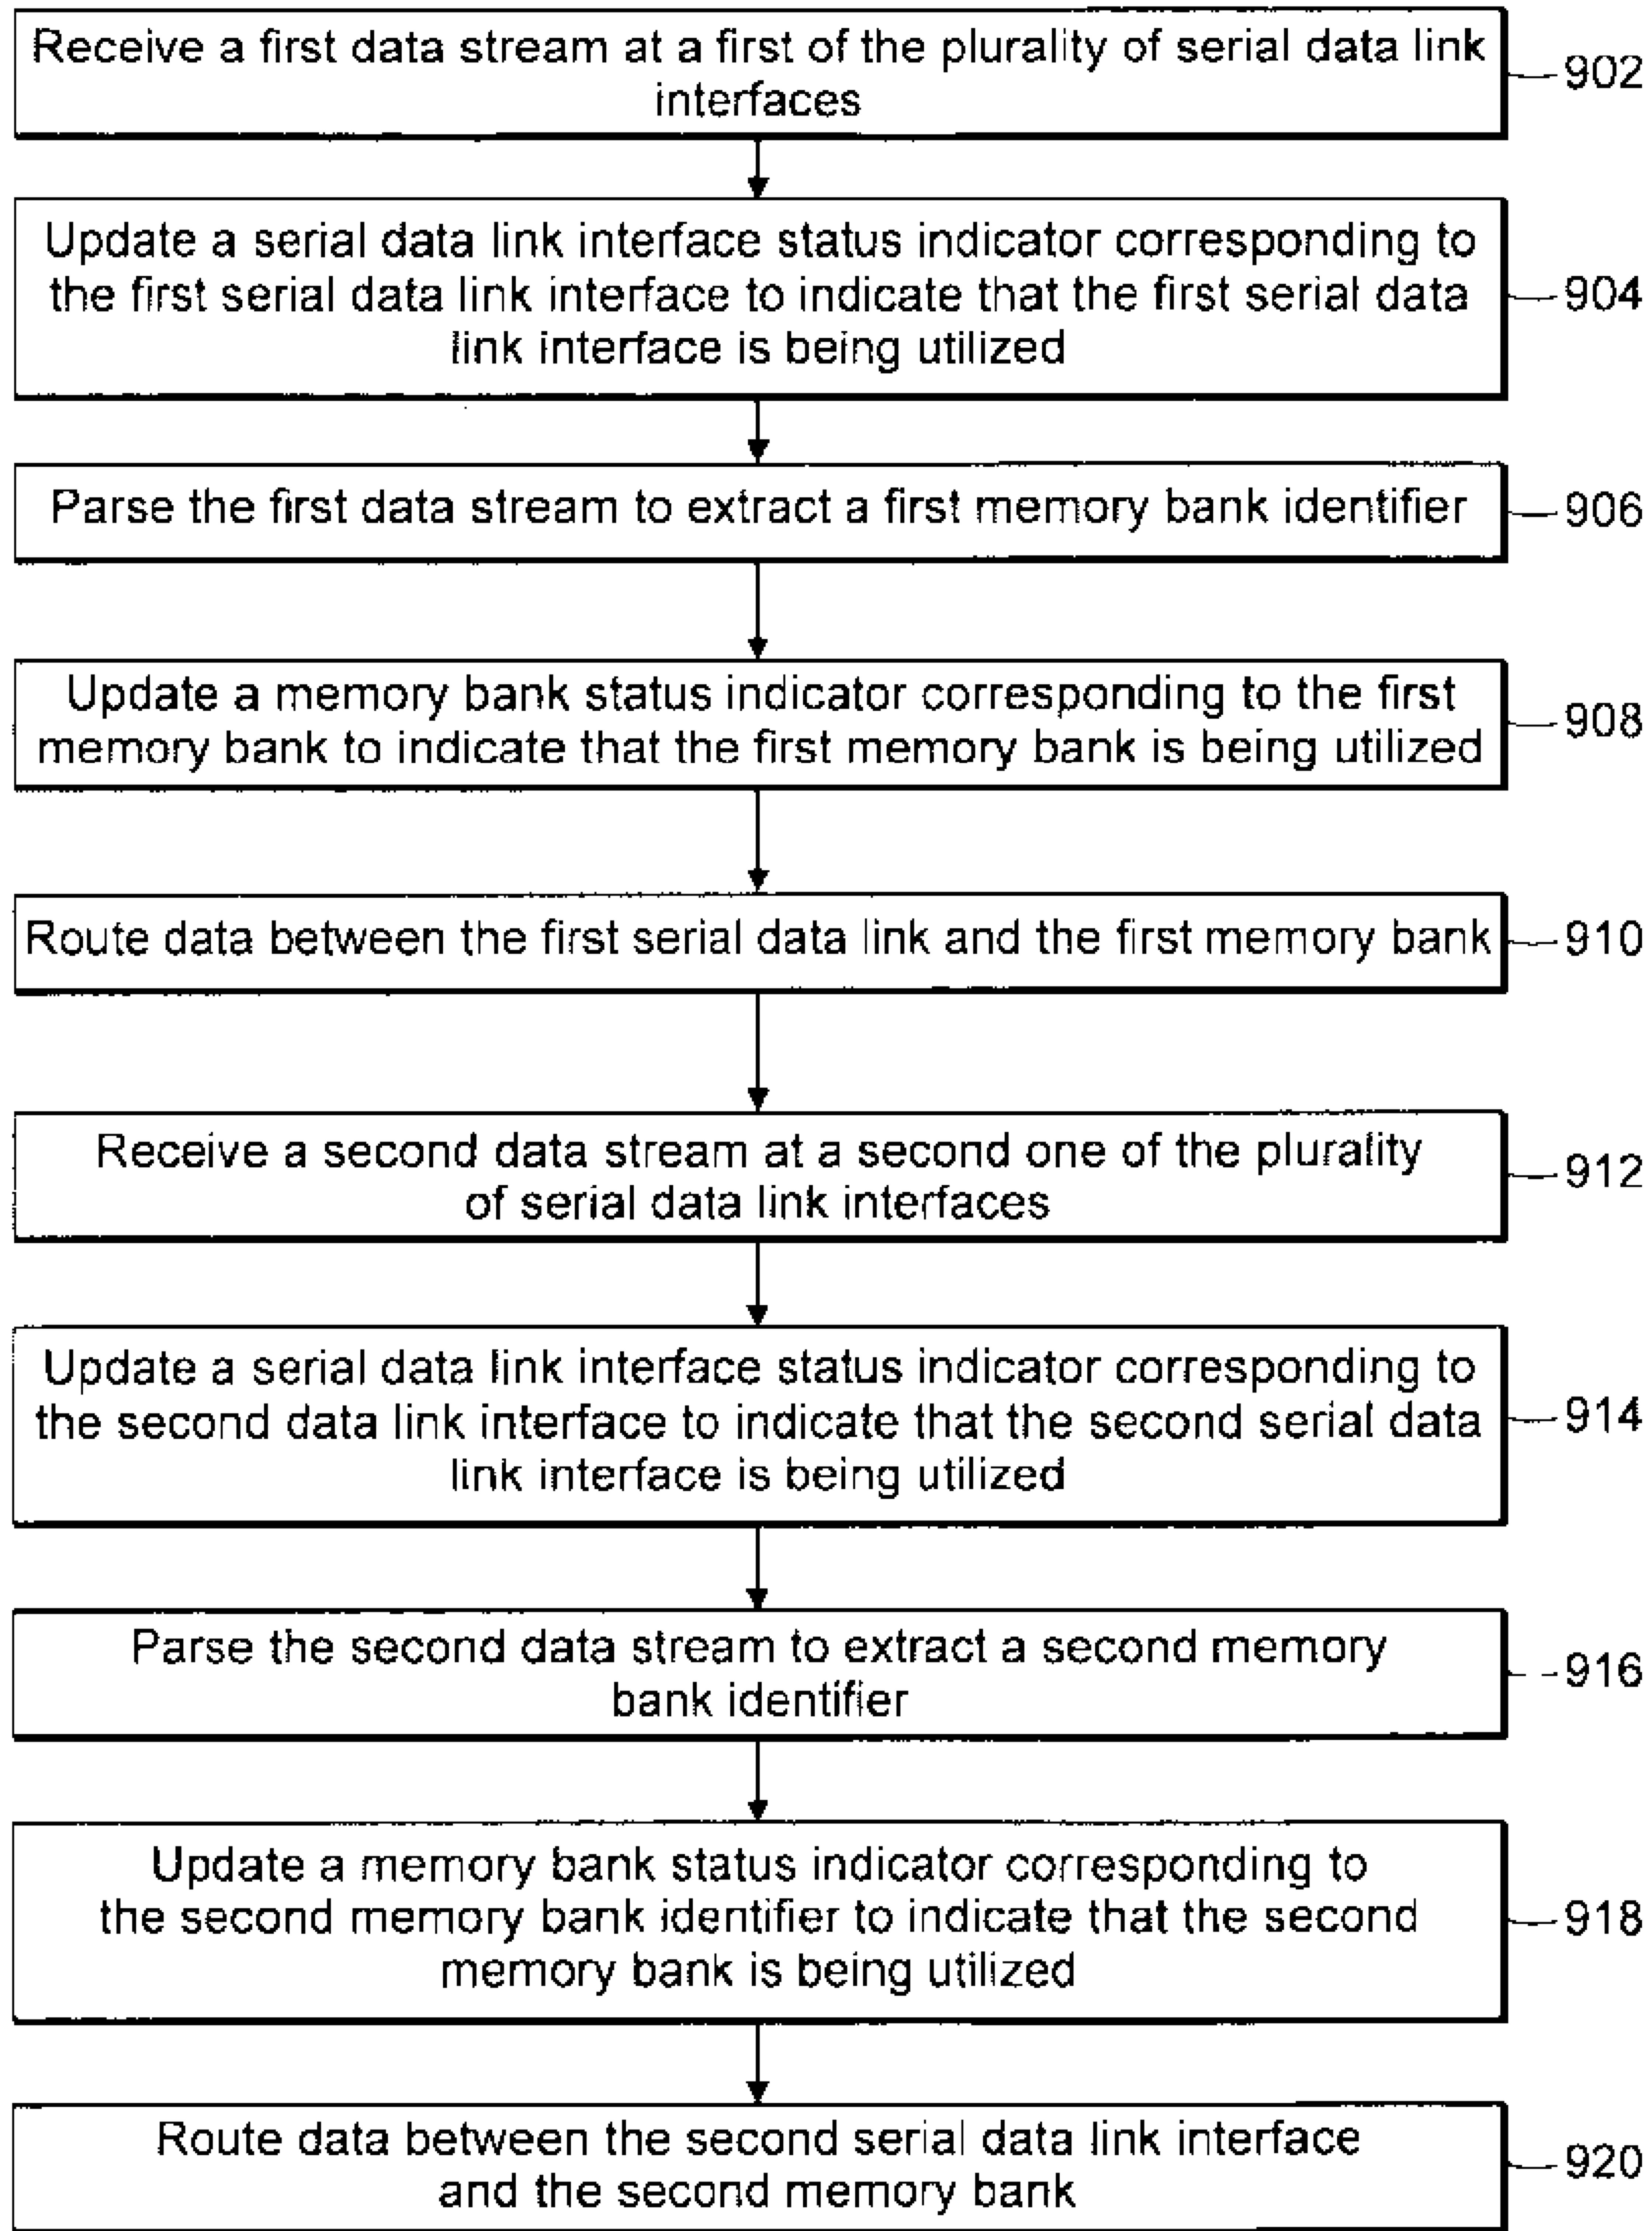 Receive a first data stream at a first of the plurality of serial data link
interfaces
902
Update a serial data link interface status indicator corresponding to
the first serial data link interface to indicate that the first serial data
link interface is being utilized
904
Parse the first data stream to extract a first memory bank identifier
906
Update a memory bank status indicator corresponding to the first
memory bank to indicate that the first memory bank is being utilized
908
Route data between the first serial data link and the first memory bank
910
Receive a second data stream at a second one of the plurality
of serial data link interfaces
912
Update a serial data link interface status indicator corresponding to
the second data link interface to indicate that the second serial data
link interface is being utilized
914
Parse the second data stream to extract a second memory
bank identifier
916
Update a memory bank status indicator corresponding to
the second memory bank identifier to indicate that the second
memory bank is being utilized
918
Route data between the second serial data link interface
and the second memory bank
920